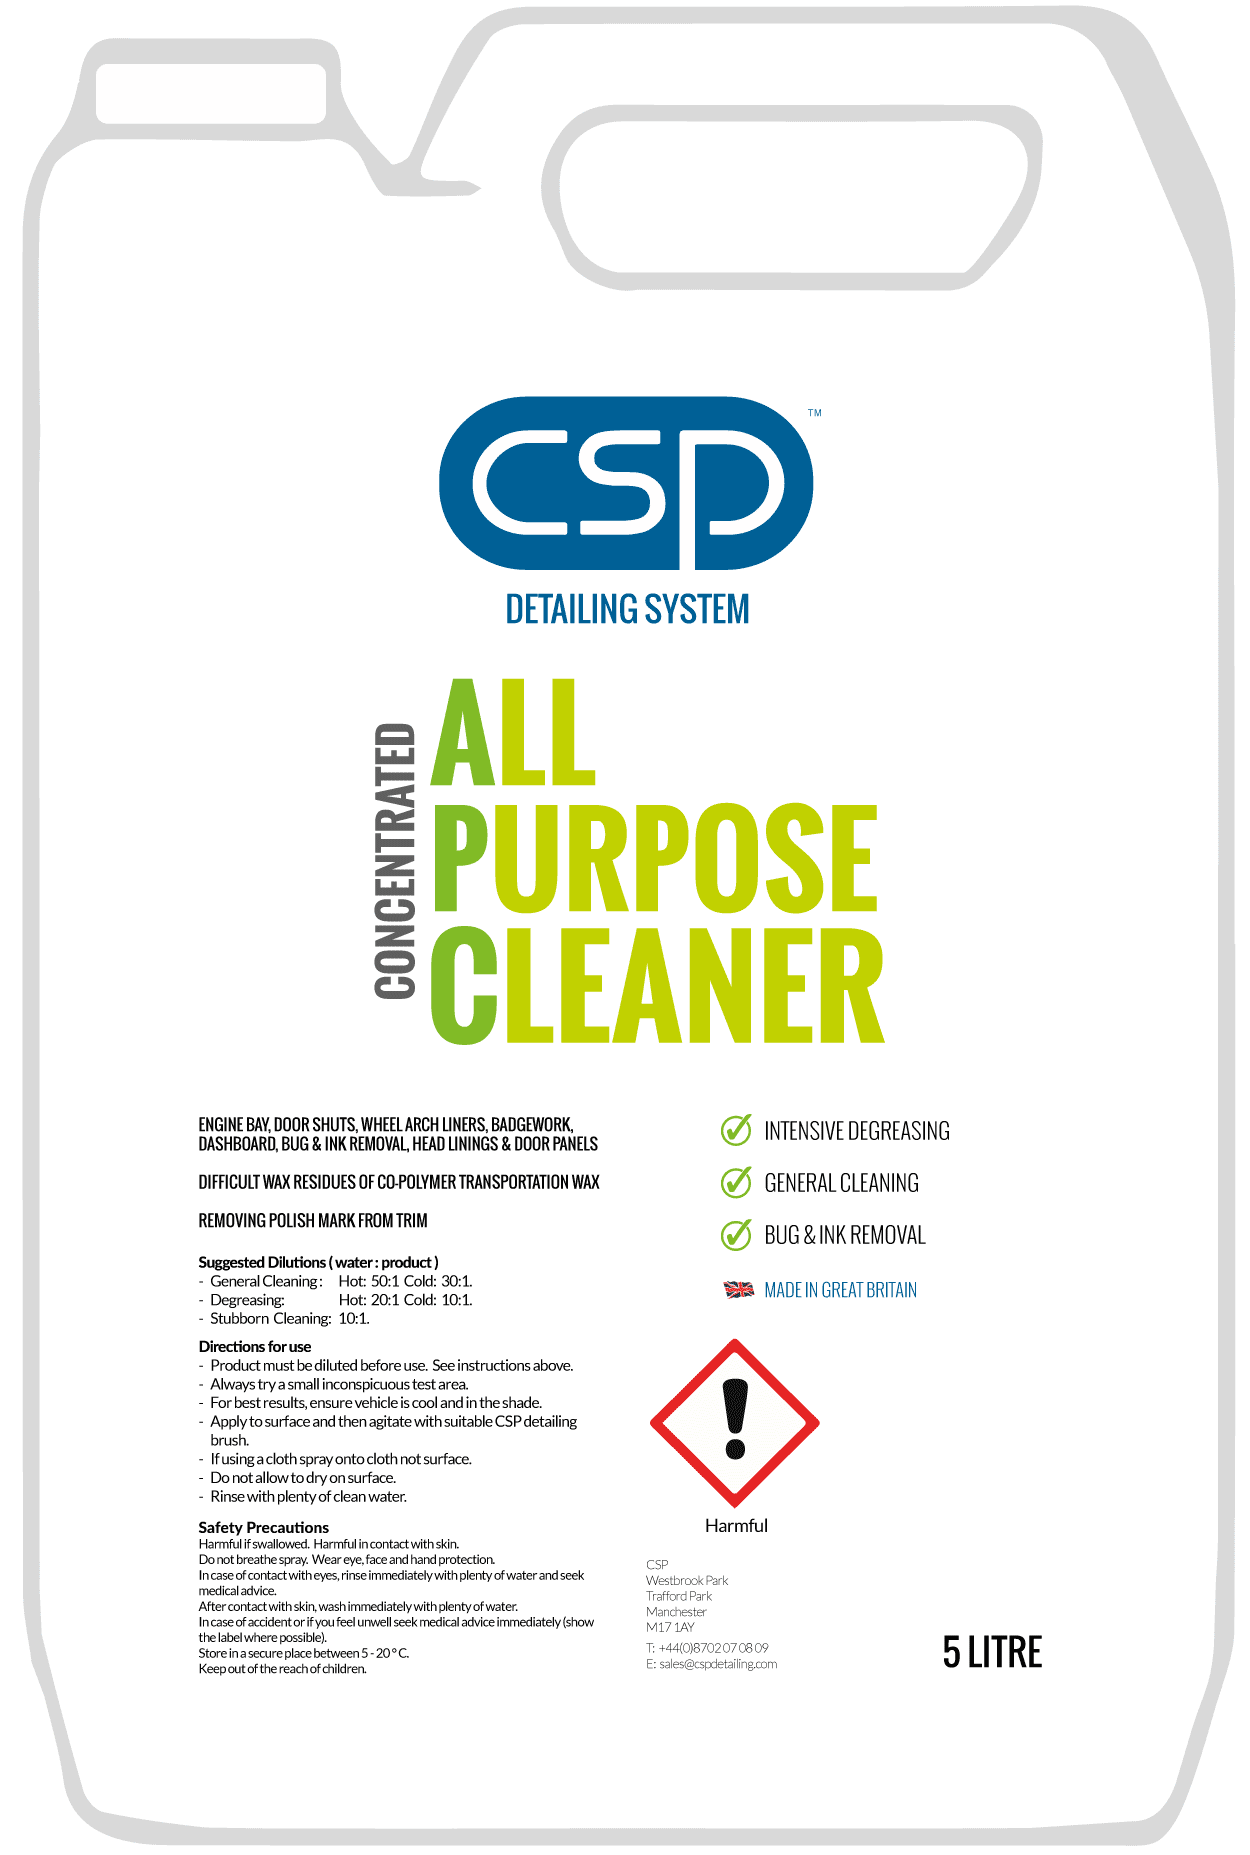 CSP
TM
DETAILING SYSTEM
CONCENTRATED
ALL
PURPOSE
CLEANER
ENGINE BAY, DOOR SHUTS, WHEEL ARCH LINERS, BADGEWORK,
DASHBOARD, BUG & INK REMOVAL, HEAD LININGS & DOOR PANELS
DIFFICULT WAX RESIDUES OF CO-POLYMER TRANSPORTATION WAX
REMOVING POLISH MARK FROM TRIM
Suggested Dilutions ( water : product )
- General Cleaning : Hot: 50:1 Cold: 30:1.
- Degreasing: Hot: 20:1 Cold: 10:1.
- Stubborn Cleaning: 10:1.
Directions for use
- Product must be diluted before use. See instructions above.
- Always try a small inconspicuous test area.
- For best results, ensure vehicle is cool and in the shade.
- Apply to surface and then agitate with suitable CSP detailing
brush.
- If using a cloth spray onto cloth not surface.
- Do not allow to dry on surface.
- Rinse with plenty of clean water.
Safety Precautions
Harmful if swallowed. Harmful in contact with skin.
Do not breathe spray. Wear eye, face and hand protection.
In case of contact with eyes, rinse immediately with plenty of water and seek
medical advice.
After contact with skin, wash immediately with plenty of water.
In case of accident or if you feel unwell seek medical advice immediately (show
the label where possible).
Store in a secure place between 5 - 20 ° C.
Keep out of the reach of children.
INTENSIVE DEGREASING
GENERAL CLEANING
BUG & INK REMOVAL
MADE IN GREAT BRITAIN
Harmful
CSP
Westbrook Park
Trafford Park
Manchester
M17 1AY
T: +44(0)8702 07 08 09
E: sales@cspdetailing.com
5 LITRE